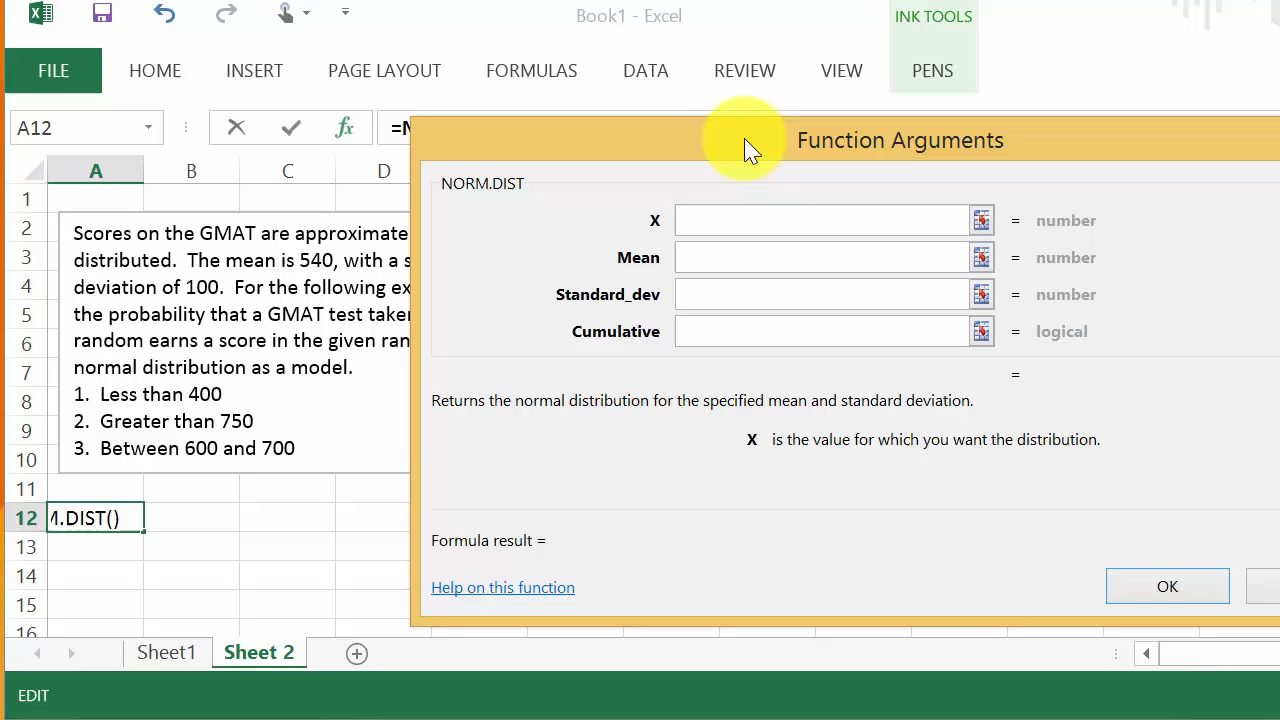 Book1 - Excel
INK TOOLS
FILE HOME INSERT PAGE LAYOUT FORMULAS DATA REVIEW VIEW PENS
A12
fx
=N
Function Arguments
A B C D
1
2
3
4
5
6
7
8
9
10
11
12
13
14
15
16
Scores on the GMAT are approximate
distributed. The mean is 540, with a s
deviation of 100. For the following ex
the probability that a GMAT test taker
random earns a score in the given ran
normal distribution as a model.
1. Less than 400
2. Greater than 750
3. Between 600 and 700
M.DIST()
NORM.DIST
X = number
Mean = number
Standard_dev = number
Cumulative = logical
=
Returns the normal distribution for the specified mean and standard deviation.
X is the value for which you want the distribution.
Formula result =
Help on this function
OK
Sheet1 Sheet 2
EDIT